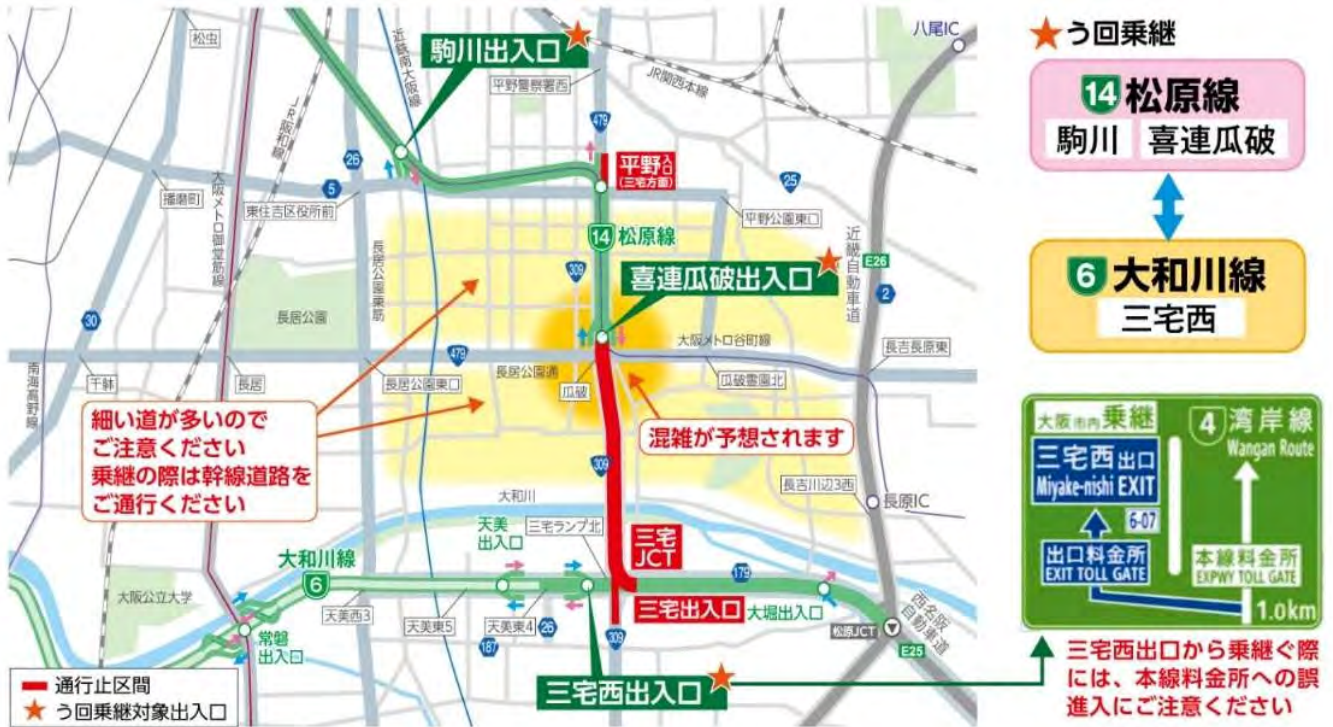 松虫
近鉄南大阪線
駒川出入口
平野警察署西
JR関西本線
八尾IC
JR阪和線
479
26
5
平野入口
(三宅方面)
25
播磨町
東住吉区役所前
平野公園東口
大阪メトロ御堂筋線
14 松原線
近畿自動車道
E26
長居公園東筋
309
喜連瓜破出入口
2
30
長居公園
大阪メトロ谷町線
長吉長原東
南海高野線
千躰
長居
長居公園東口
479
長居公園通
瓜破
瓜破霊園北
細い道が多いので
ご注意ください
乗継の際は幹線道路を
ご通行ください
混雑が予想されます
309
長吉川辺3西
長原IC
大和川
天美
出入口
三宅ランプ北
三宅
JCT
大和川線
6
179
大阪公立大学
三宅出入口
大堀出入口
天美西3
天美東5
天美東4
26
187
309
松原JCT
西名阪
自動車道
E25
常磐
出入口
三宅西出入口
通行止区間
う回乗継対象出入口
う回乗継
14 松原線
駒川 喜連瓜破
6 大和川線
三宅西
大阪市内 乗継
4 湾岸線
Wangan Route
三宅西 出口
Miyake-nishi EXIT
6-07
出口料金所
EXIT TOLL GATE
本線料金所
EXPWY TOLL GATE
1.0km
三宅西出口から乗継ぐ際
には、本線料金所への誤
進入にご注意ください